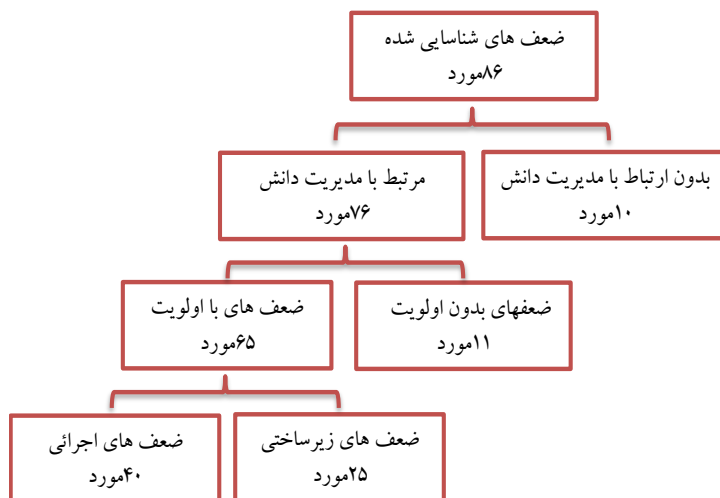 ضعف های شناسایی شده
۸۶مورد
بدون ارتباط با مدیریت دانش
۱۰مورد
مرتبط با مدیریت دانش
۷۶مورد
ضعفهای بدون اولویت
۱۱مورد
ضعف های با اولویت
۶۵مورد
ضعف های زیرساختی
۲۵مورد
ضعف های اجرائی
۴۰مورد